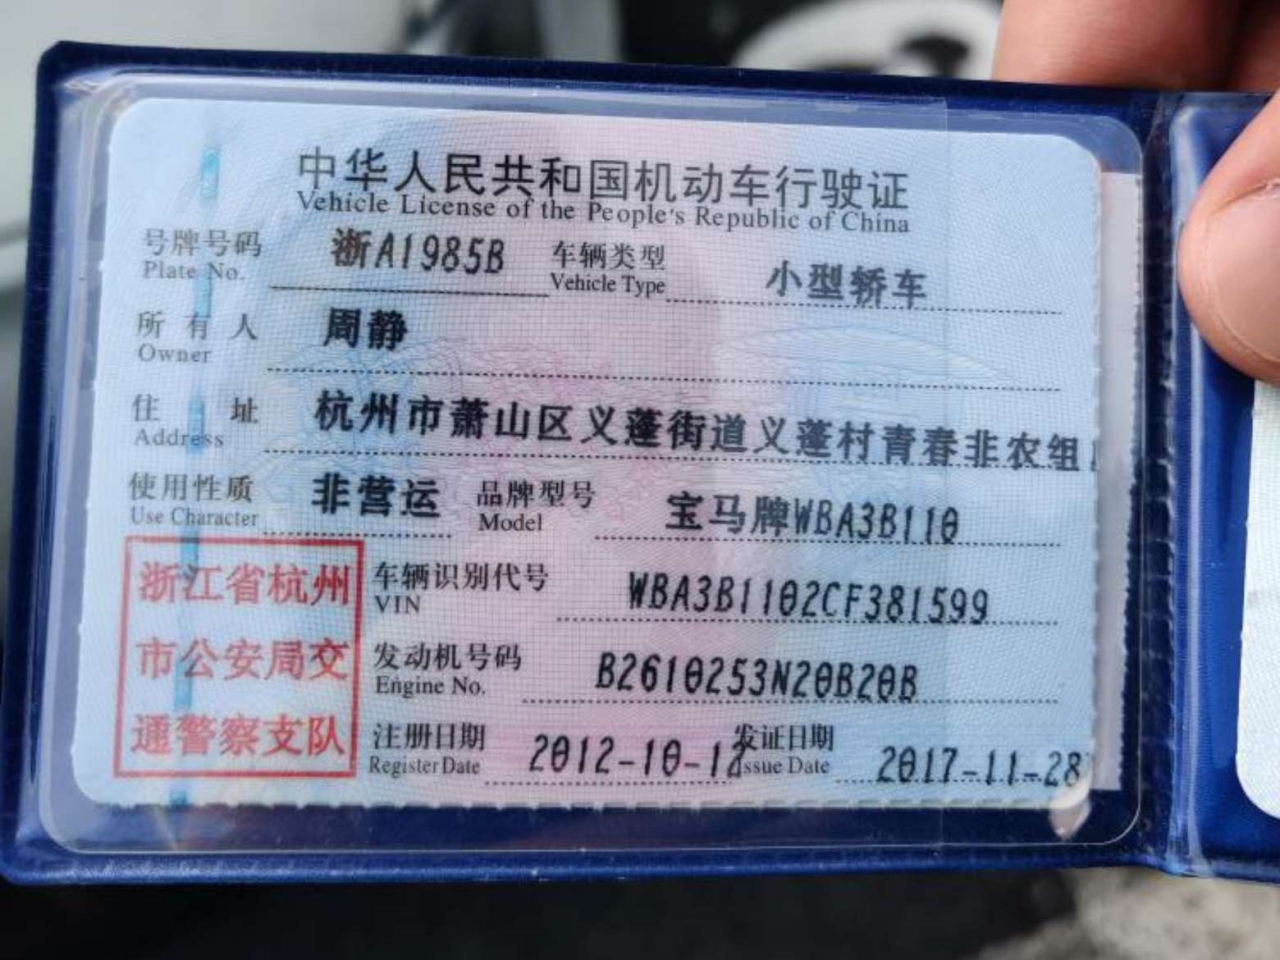 中华人民共和国机动车行驶证
Vehicle License of the People's Republic of China
号牌号码 浙A1985B 车辆类型 小型轿车
Plate No. Vehicle Type
所有人 周静
Owner
住址 杭州市萧山区义蓬街道义蓬村青春非农组
Address
使用性质 非营运 品牌型号 宝马牌WBA3B110
Use Character Model
浙江省杭州
市公安局交
通警察支队
车辆识别代号 WBA3B1102CF381599
VIN
发动机号码 B2610253N20B20B
Engine No.
注册日期 2012-10-12 发证日期 2017-11-28
Register Date Issue Date